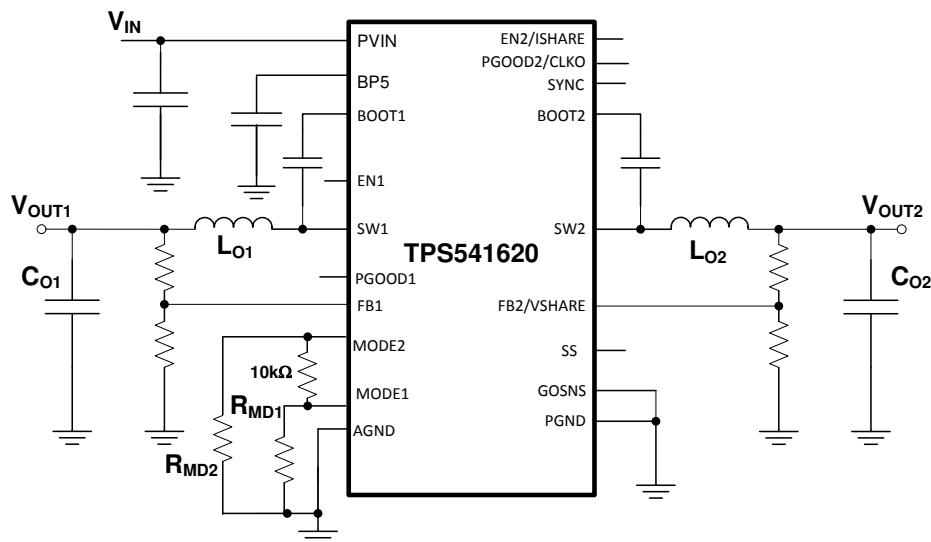 VIN
PVIN
BP5
BOOT1
EN1
VOUT1
LO1
SW1
CO1
PGOOD1
FB1
MODE2
10kΩ
RMD1
MODE1
AGND
RMD2
TPS541620
EN2/ISHARE
PGOOD2/CLKO
SYNC
BOOT2
VOUT2
SW2
LO2
CO2
FB2/VSHARE
SS
GOSNS
PGND